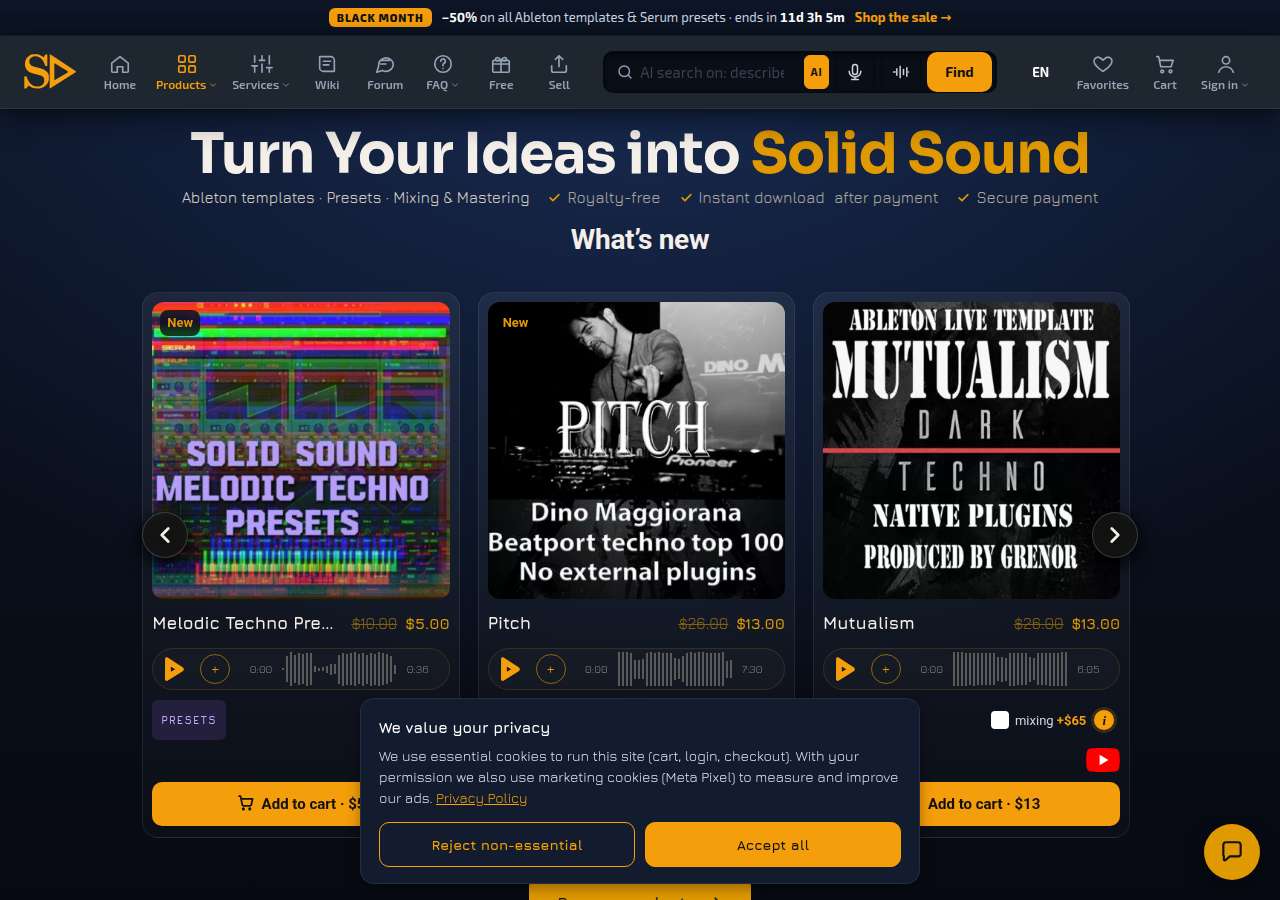 BLACK MONTH −50% on all Ableton templates & Serum presets · ends in 11d 3h 5m Shop the sale →
Home
Products
Services
Wiki
Forum
FAQ
Free
Sell
AI search on: describe
AI
Find
EN
Favorites
Cart
Sign in
Turn Your Ideas into Solid Sound
Ableton templates · Presets · Mixing & Mastering ✓ Royalty-free ✓ Instant download after payment ✓ Secure payment
What's new
New
SERUM
SOLID SOUND
MELODIC TECHNO
PRESETS
Melodic Techno Pre... $10.00 $5.00
+ 0:00 0:36
PRESETS
Add to cart · $5
New
DINO M
PITCH
Pioneer
Dino Maggiorana
Beatport techno top 100
No external plugins
Pitch $26.00 $13.00
+ 0:00 7:30
ABLETON LIVE TEMPLATE
MUTUALISM
DARK
TECHNO
NATIVE PLUGINS
PRODUCED BY GRENOR
Mutualism $26.00 $13.00
+ 0:00 6:05
mixing +$65 i
Add to cart · $13
We value your privacy
We use essential cookies to run this site (cart, login, checkout). With your
permission we also use marketing cookies (Meta Pixel) to measure and improve
our ads. Privacy Policy
Reject non-essential
Accept all